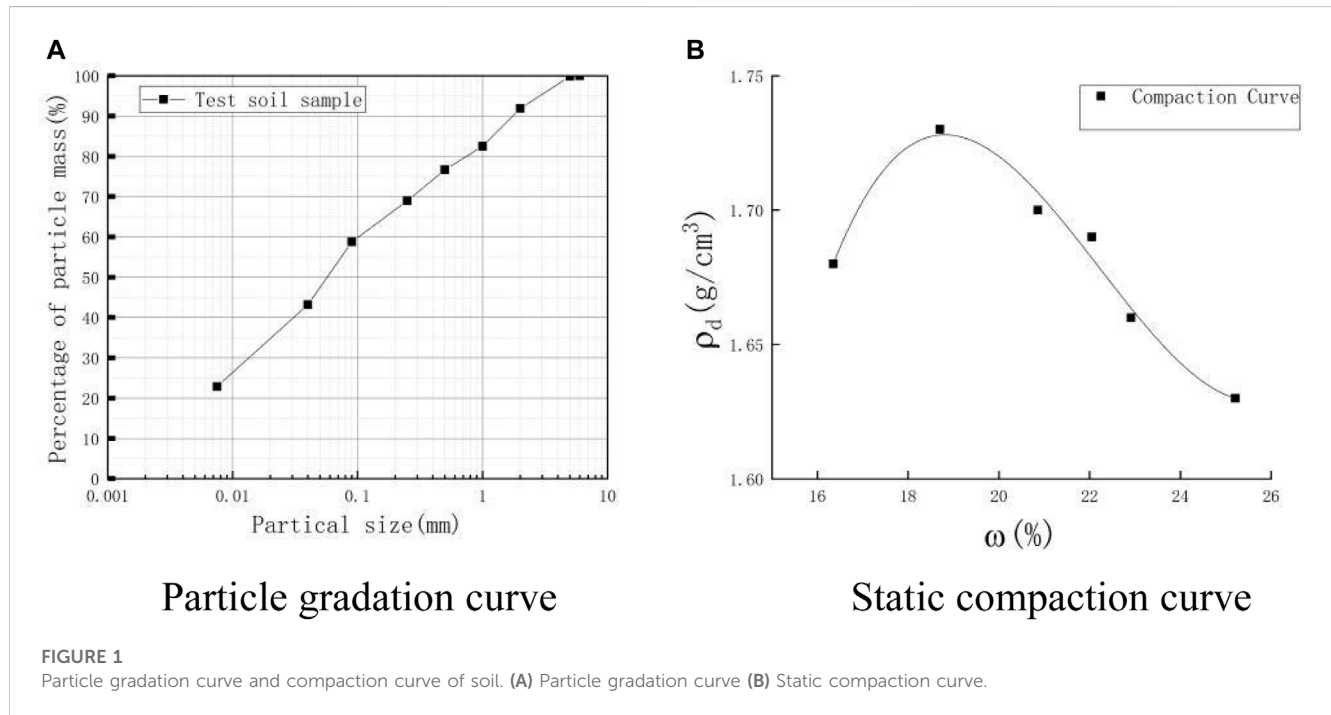 A
Percentage of particle mass(%)
100
90
80
70
60
50
40
30
20
10
0
Test soil sample
0.001
0.01
0.1
1
10
Partical size(mm)
Particle gradation curve
B
ρd (g/cm³)
1.75
1.70
1.65
1.60
Compaction Curve
16
18
20
22
24
26
ω(%)
Static compaction curve
FIGURE 1
Particle gradation curve and compaction curve of soil. (A) Particle gradation curve (B) Static compaction curve.